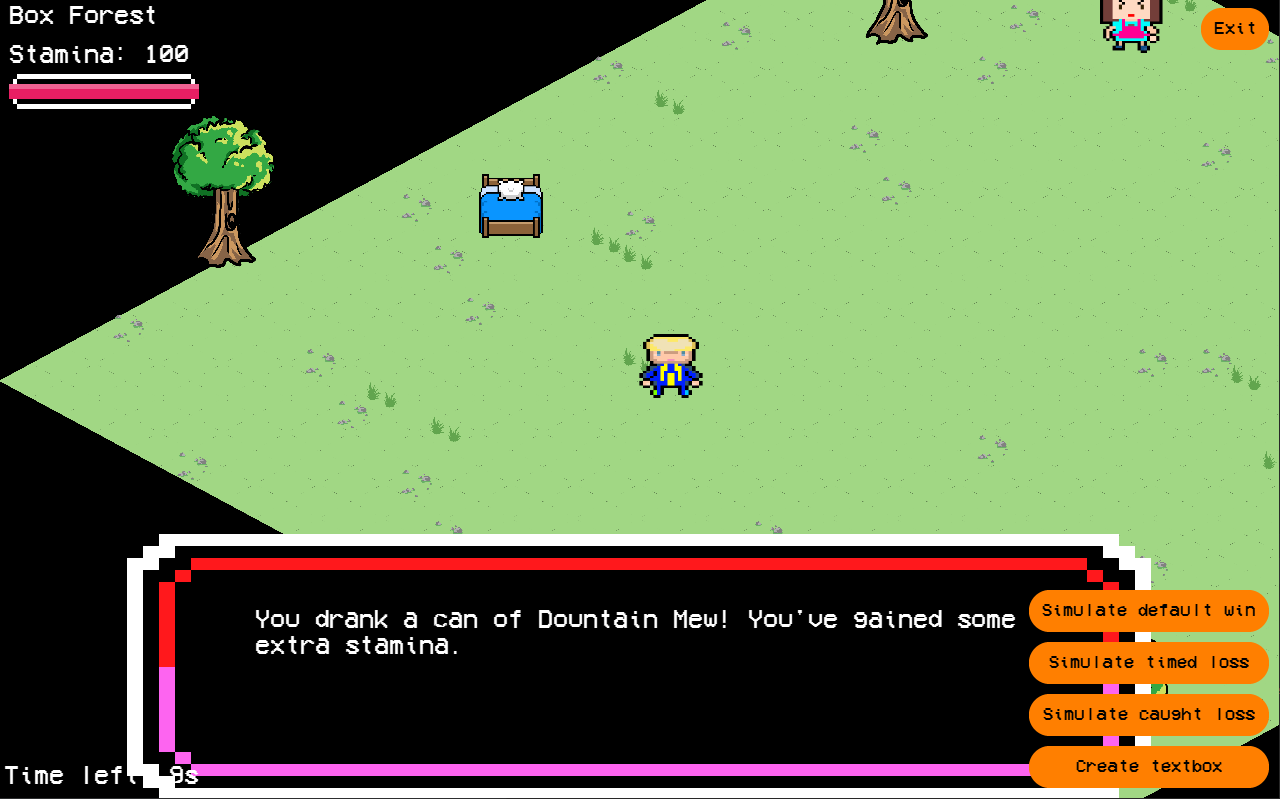 Box Forest
Stamina: 100
Exit
You drank a can of Dountain Mew! You've gained some
extra stamina.
Simulate default win
Simulate timed loss
Simulate caught loss
Create textbox
Time left: 9s